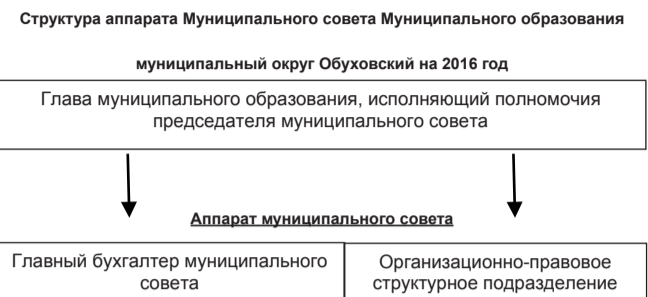 Структура аппарата Муниципального совета Муниципального образования
муниципальный округ Обуховский на 2016 год
Глава муниципального образования, исполняющий полномочия
председателя муниципального совета
Аппарат муниципального совета
Главный бухгалтер муниципального
совета
Организационно-правовое
структурное подразделение